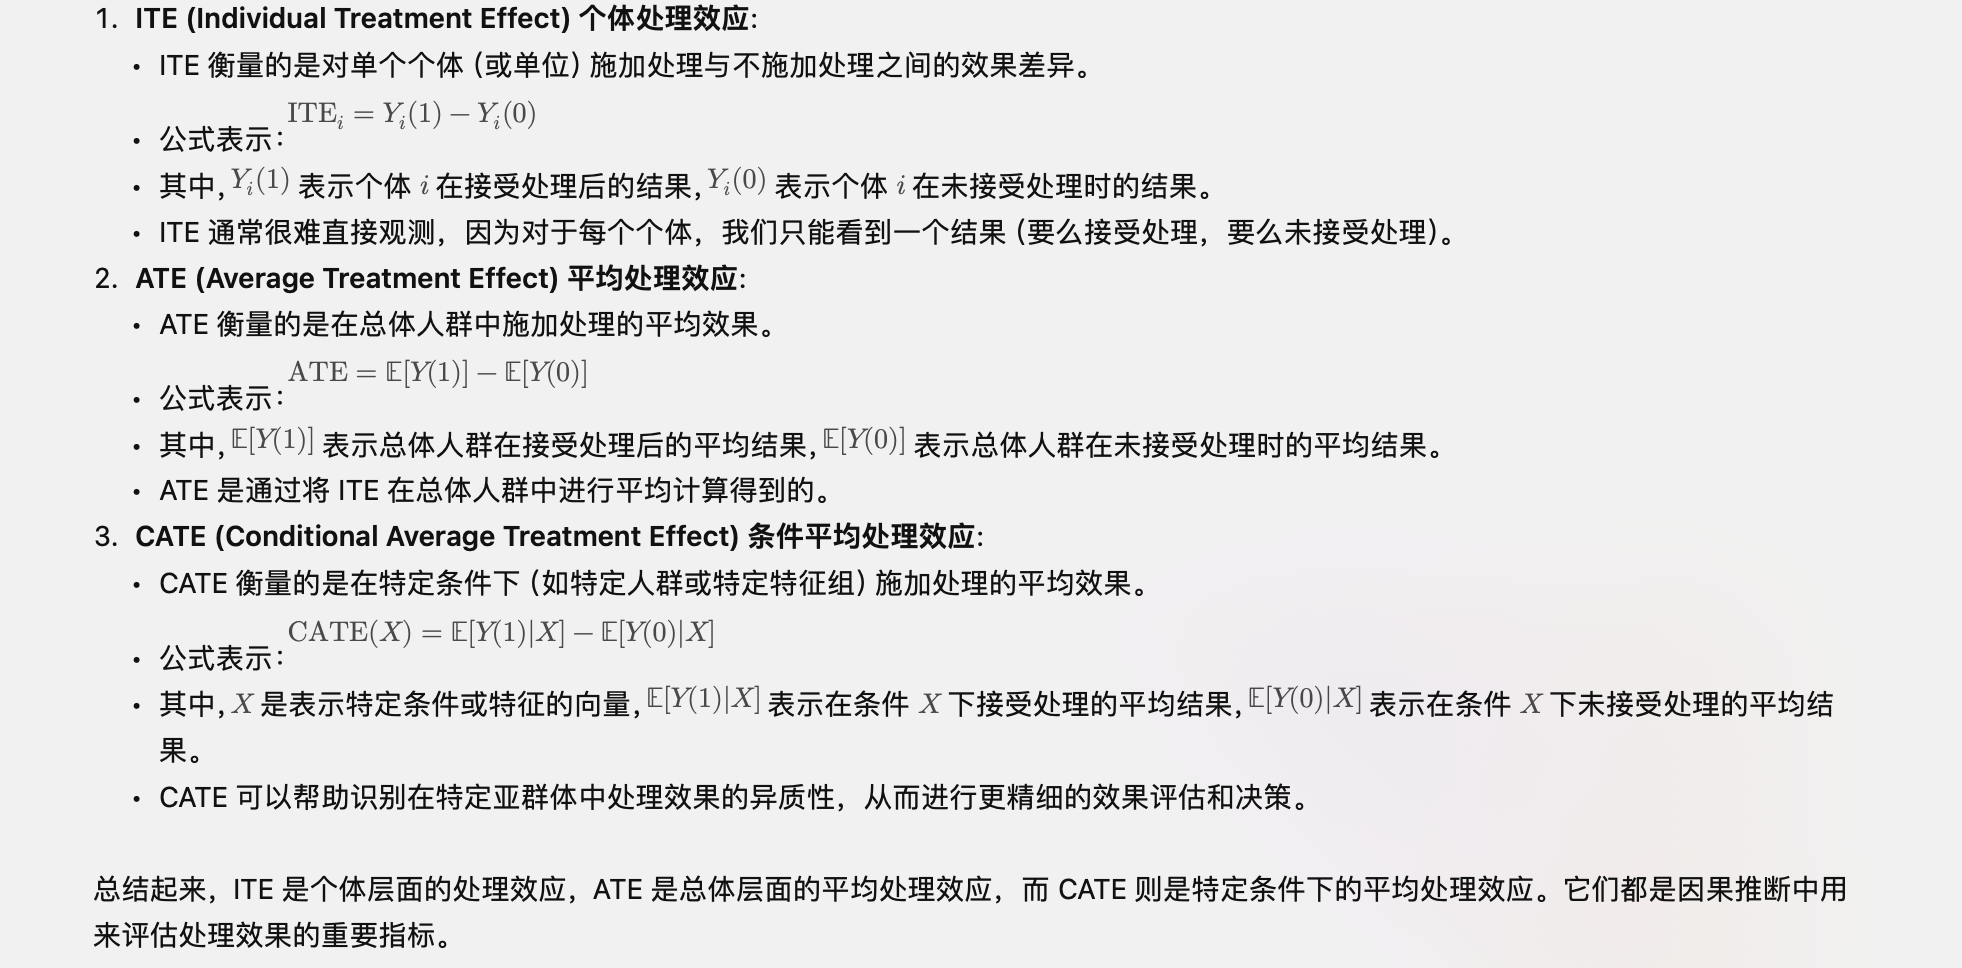 1. ITE (Individual Treatment Effect) 个体处理效应:
• ITE 衡量的是对单个个体（或单位）施加处理与不施加处理之间的效果差异。
ITEᵢ = Yᵢ(1) − Yᵢ(0)
• 公式表示：
• 其中, Yᵢ(1) 表示个体 i 在接受处理后的结果, Yᵢ(0) 表示个体 i 在未接受处理时的结果。
• ITE 通常很难直接观测，因为对于每个个体，我们只能看到一个结果（要么接受处理，要么未接受处理）。
2. ATE (Average Treatment Effect) 平均处理效应:
• ATE 衡量的是在总体人群中施加处理的平均效果。
ATE = 𝔼[Y(1)] − 𝔼[Y(0)]
• 公式表示：
• 其中, 𝔼[Y(1)] 表示总体人群在接受处理后的平均结果, 𝔼[Y(0)] 表示总体人群在未接受处理时的平均结果。
• ATE 是通过将 ITE 在总体人群中进行平均计算得到的。
3. CATE (Conditional Average Treatment Effect) 条件平均处理效应:
• CATE 衡量的是在特定条件下（如特定人群或特定特征组）施加处理的平均效果。
CATE(X) = 𝔼[Y(1)|X] − 𝔼[Y(0)|X]
• 公式表示：
• 其中, X 是表示特定条件或特征的向量, 𝔼[Y(1)|X] 表示在条件 X 下接受处理的平均结果, 𝔼[Y(0)|X] 表示在条件 X 下未接受处理的平均结
果。
• CATE 可以帮助识别在特定亚群体中处理效果的异质性，从而进行更精细的效果评估和决策。
总结起来，ITE 是个体层面的处理效应，ATE 是总体层面的平均处理效应，而 CATE 则是特定条件下的平均处理效应。它们都是因果推断中用
来评估处理效果的重要指标。